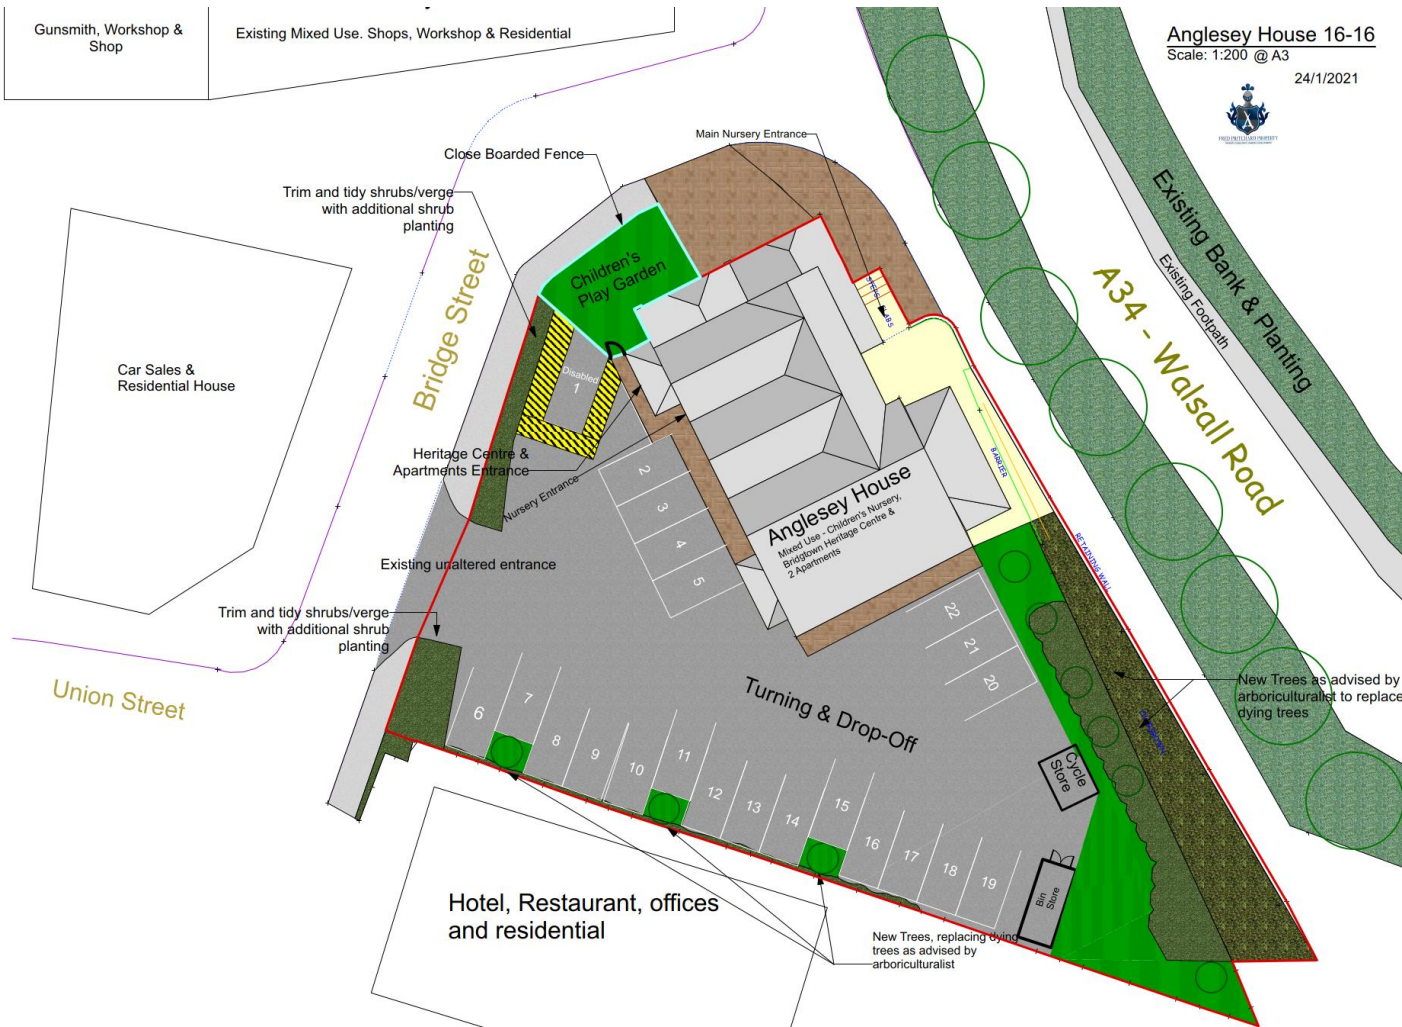 Gunsmith, Workshop &
Shop
Existing Mixed Use. Shops, Workshop & Residential
Anglesey House 16-16
Scale: 1:200 @ A3
24/1/2021
FRED PRITCHARD PROPERTY
Main Nursery Entrance
Close Boarded Fence
Trim and tidy shrubs/verge
with additional shrub
planting
Children's
Play Garden
Bridge Street
Car Sales &
Residential House
Disabled
1
Heritage Centre &
Apartments Entrance
Nursery Entrance
Existing unaltered entrance
Trim and tidy shrubs/verge
with additional shrub
planting
Union Street
2
3
4
5
Anglesey House
Mixed Use - Children's Nursery,
Bridgtown Heritage Centre &
2 Apartments
BARRIER
RETAINING WALL
A34 - Walsall Road
Existing Bank & Planting
Existing Footpath
22
21
20
Turning & Drop-Off
6
7
8
9
10
11
12
13
14
15
16
17
18
19
Cycle
Store
Bin
Store
New Trees as advised by
arboriculturalist to replace
dying trees
Hotel, Restaurant, offices
and residential
New Trees, replacing dying
trees as advised by
arboriculturalist